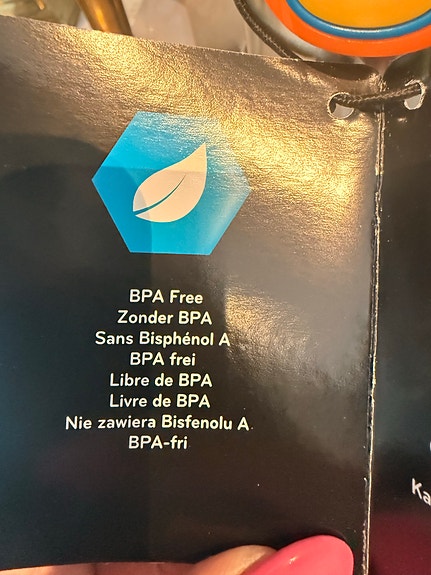 BPA Free
Zonder BPA
Sans Bisphénol A
BPA frei
Libre de BPA
Livre de BPA
Nie zawiera Bisfenolu A
BPA-fri